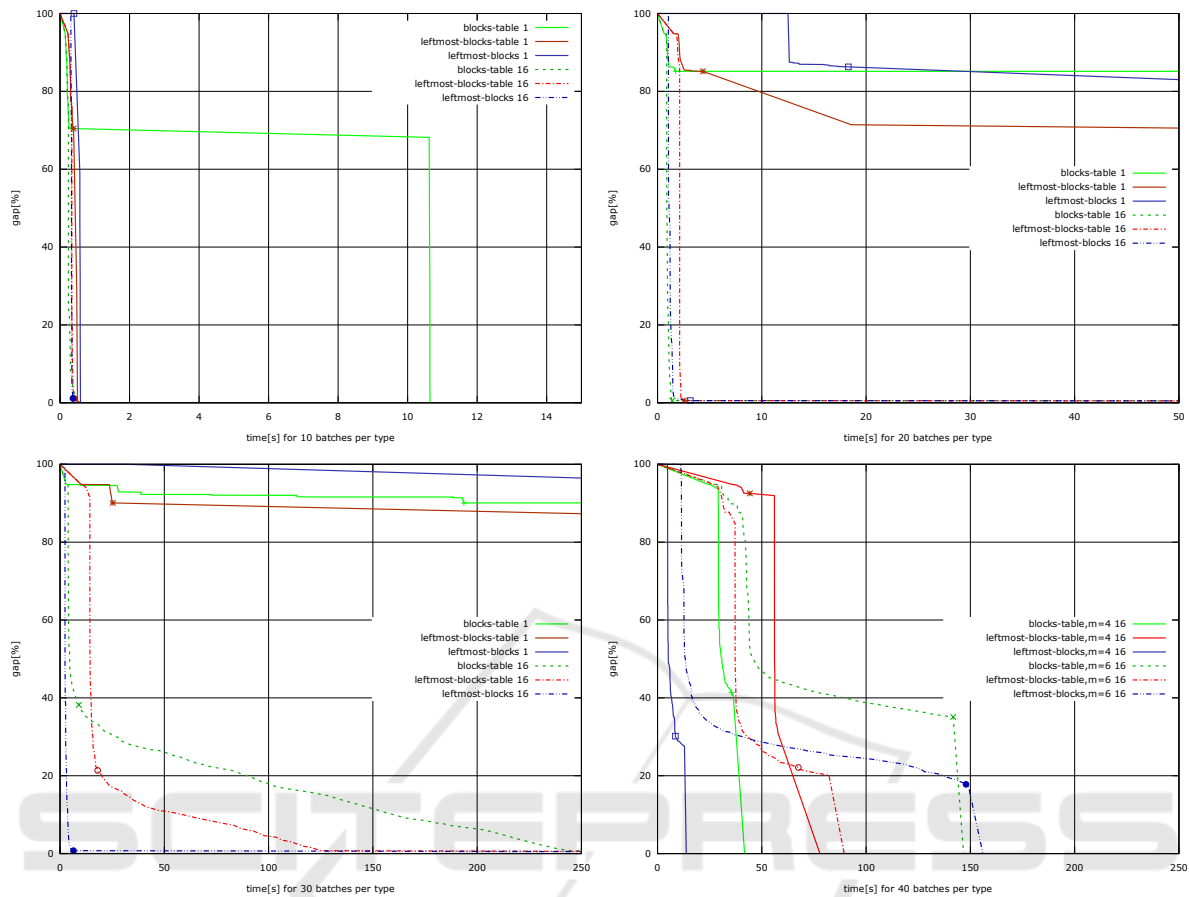 100
80
60
40
20
0
gap[%]
0 2 4 6 8 10 12 14
time[s] for 10 batches per type
blocks-table 1
leftmost-blocks-table 1
leftmost-blocks 1
blocks-table 16
leftmost-blocks-table 16
leftmost-blocks 16
100
80
60
40
20
0
gap[%]
0 10 20 30 40 50
time[s] for 20 batches per type
blocks-table 1
leftmost-blocks-table 1
leftmost-blocks 1
blocks-table 16
leftmost-blocks-table 16
leftmost-blocks 16
100
80
60
40
20
0
gap[%]
0 50 100 150 200 250
time[s] for 30 batches per type
blocks-table 1
leftmost-blocks-table 1
leftmost-blocks 1
blocks-table 16
leftmost-blocks-table 16
leftmost-blocks 16
100
80
60
40
20
0
gap[%]
0 50 100 150 200 250
time[s] for 40 batches per type
blocks-table,m=4 16
leftmost-blocks-table,m=4 16
leftmost-blocks,m=4 16
blocks-table,m=6 16
leftmost-blocks-table,m=6 16
leftmost-blocks,m=6 16
SCITEPRESS